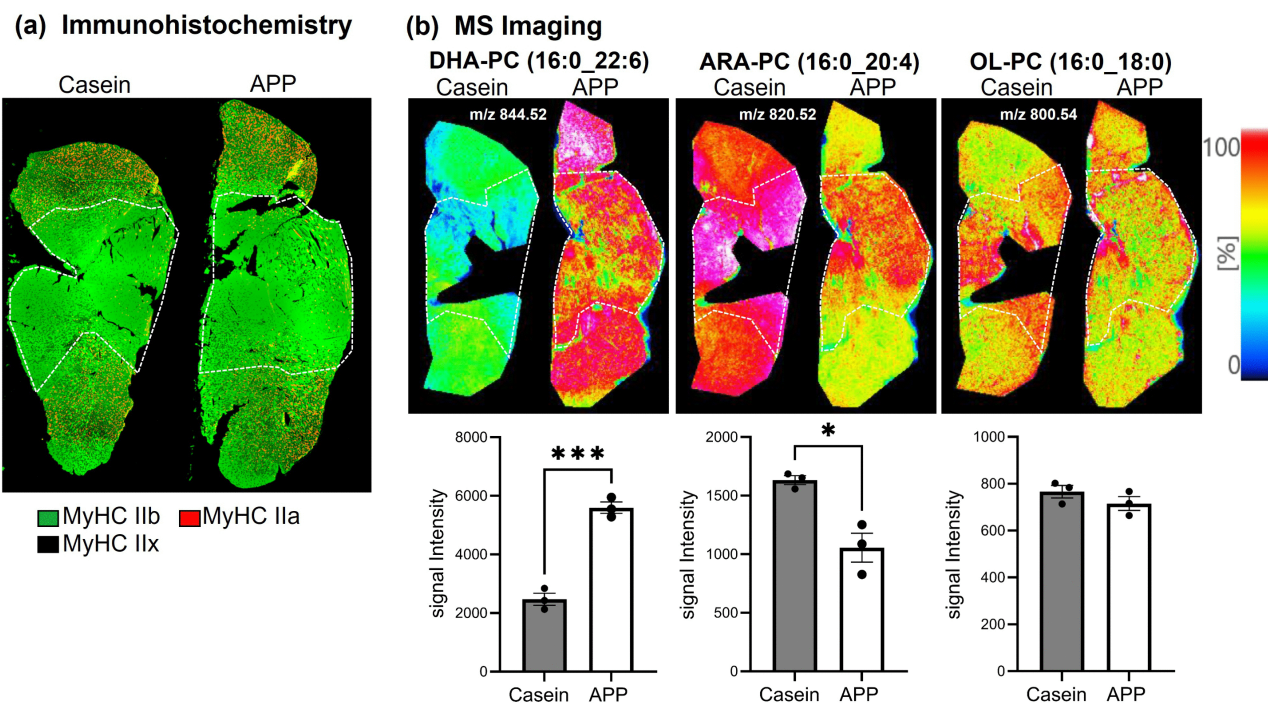 (a) Immunohistochemistry
Casein APP
MyHC IIb MyHC IIa
MyHC IIx
(b) MS Imaging
DHA-PC (16:0_22:6) ARA-PC (16:0_20:4) OL-PC (16:0_18:0)
Casein APP Casein APP Casein APP
m/z 844.52 m/z 820.52 m/z 800.54
100
[%]
0
signal Intensity
8000
6000
4000
2000
0
***
Casein APP
signal Intensity
2000
1500
1000
500
0
*
Casein APP
signal Intensity
1000
800
600
400
200
0
Casein APP